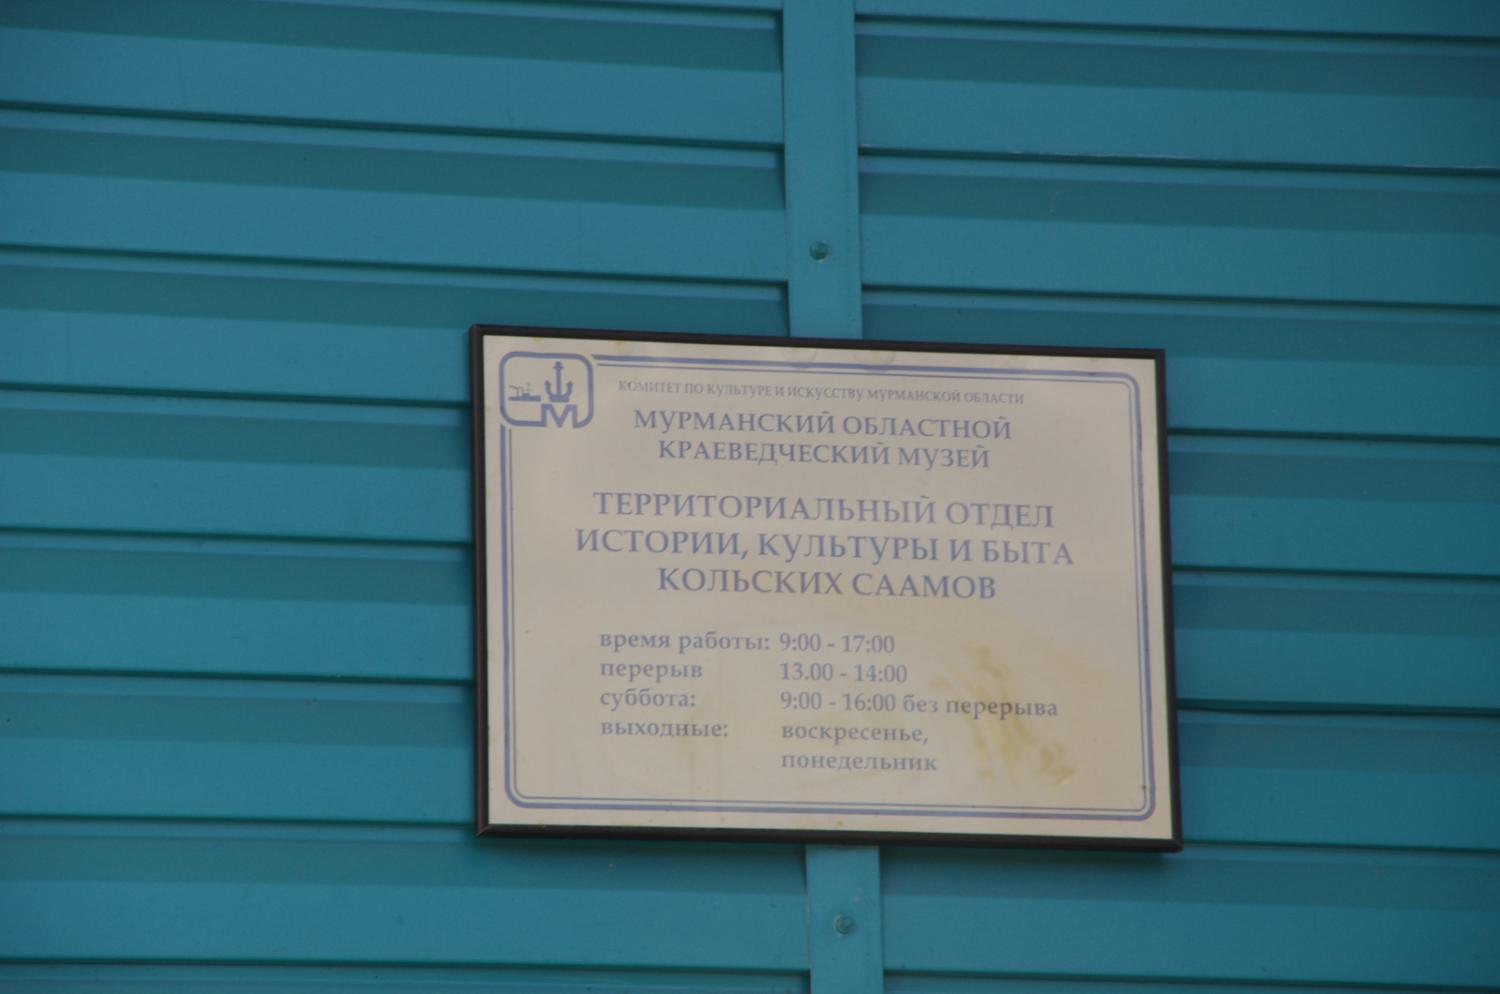 М
КОМИТЕТ ПО КУЛЬТУРЕ И ИСКУССТВУ МУРМАНСКОЙ ОБЛАСТИ
МУРМАНСКИЙ ОБЛАСТНОЙ
КРАЕВЕДЧЕСКИЙ МУЗЕЙ
ТЕРРИТОРИАЛЬНЫЙ ОТДЕЛ
ИСТОРИИ, КУЛЬТУРЫ И БЫТА
КОЛЬСКИХ СААМОВ
время работы: 9:00 - 17:00
перерыв 13.00 - 14:00
суббота: 9:00 - 16:00 без перерыва
выходные: воскресенье,
понедельник